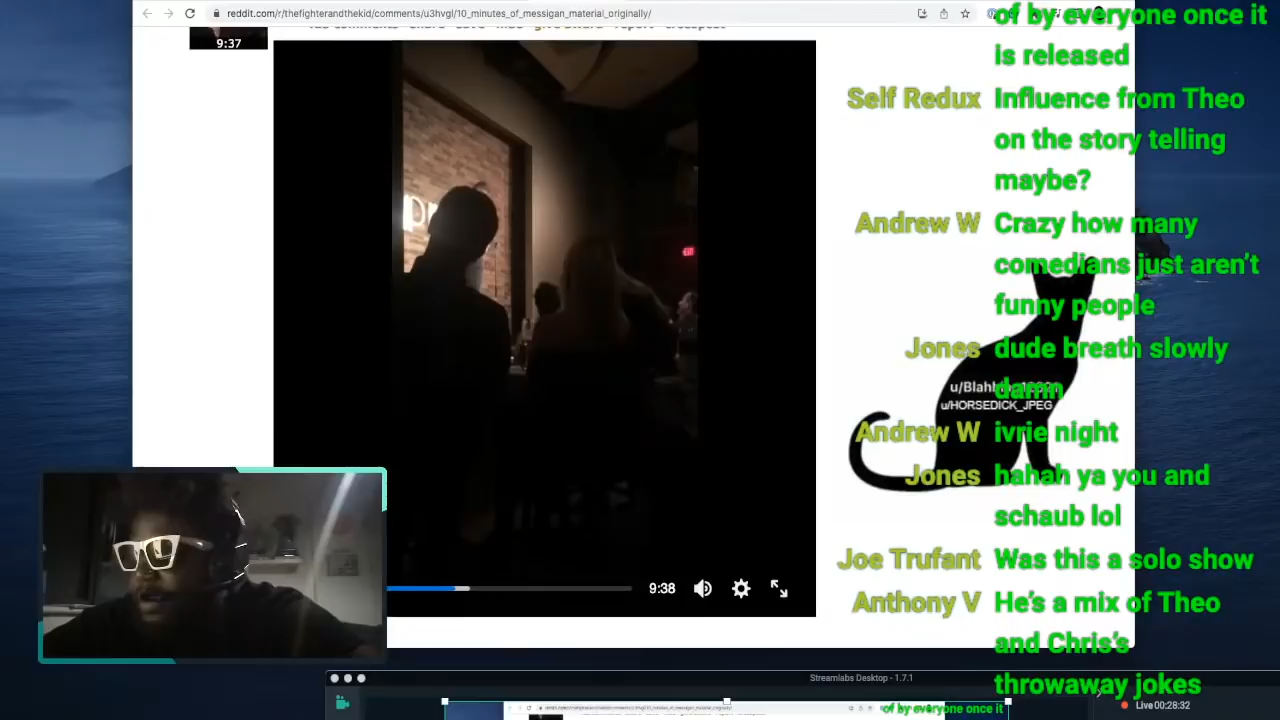 reddit.com/r/thefighterandthekid/comments/u3hvgl/10_minutes_of_messigan_material_originally/
9:37
of by everyone once it
is released
Self Redux Influence from Theo
on the story telling
maybe?
Andrew W Crazy how many
comedians just aren't
funny people
Jones dude breath slowly
damn
u/HORSEDICK_JPEG
Andrew W ivrie night
Jones hahah ya you and
schaub lol
Joe Trufant Was this a solo show
Anthony V He's a mix of Theo
and Chris's
throwaway jokes
9:38
Streamlabs Desktop - 1.7.1
of by everyone once it
Live 00:28:32